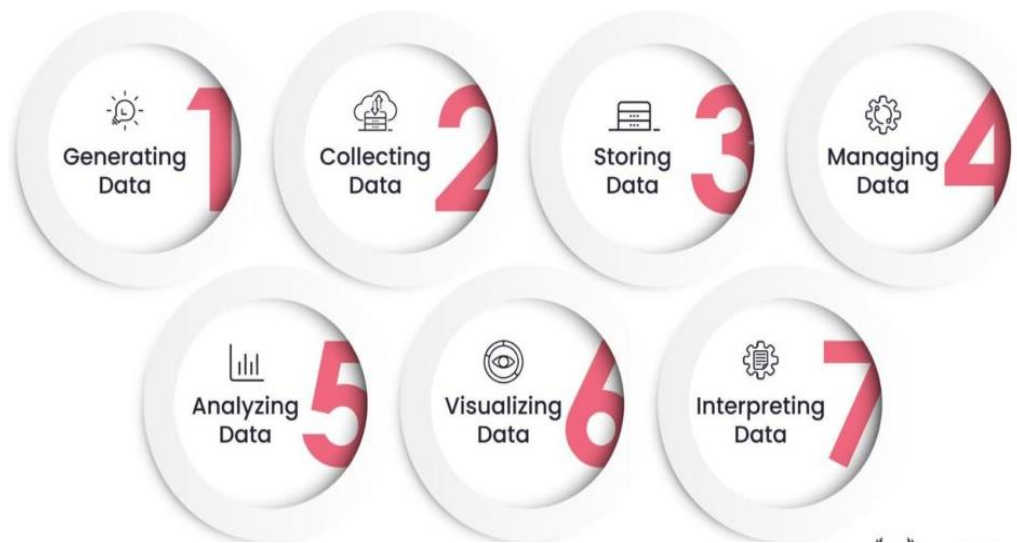 1
Generating
Data
2
Collecting
Data
3
Storing
Data
4
Managing
Data
5
Analyzing
Data
6
Visualizing
Data
7
Interpreting
Data